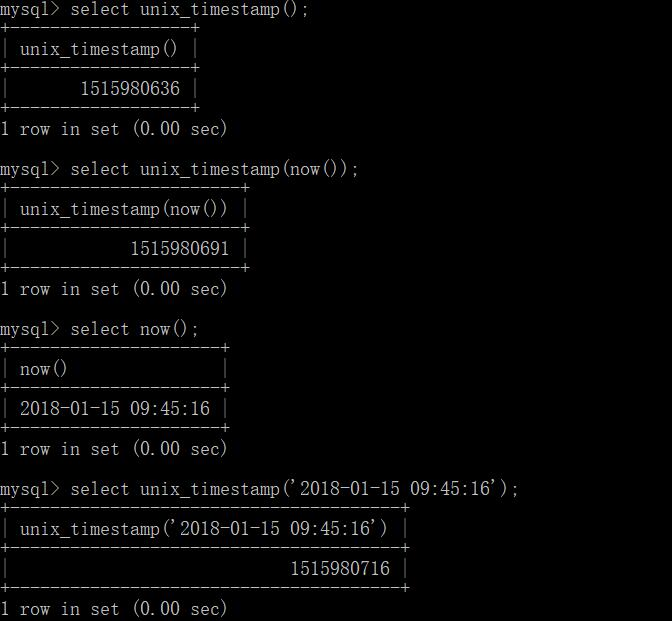 mysql> select unix_timestamp();
+------------------+
| unix_timestamp() |
+------------------+
|       1515980636 |
+------------------+
1 row in set (0.00 sec)
mysql> select unix_timestamp(now());
+-----------------------+
| unix_timestamp(now()) |
+-----------------------+
|            1515980691 |
+-----------------------+
1 row in set (0.00 sec)
mysql> select now();
+---------------------+
| now()               |
+---------------------+
| 2018-01-15 09:45:16 |
+---------------------+
1 row in set (0.00 sec)
mysql> select unix_timestamp('2018-01-15 09:45:16');
+---------------------------------------+
| unix_timestamp('2018-01-15 09:45:16') |
+---------------------------------------+
|                            1515980716 |
+---------------------------------------+
1 row in set (0.00 sec)